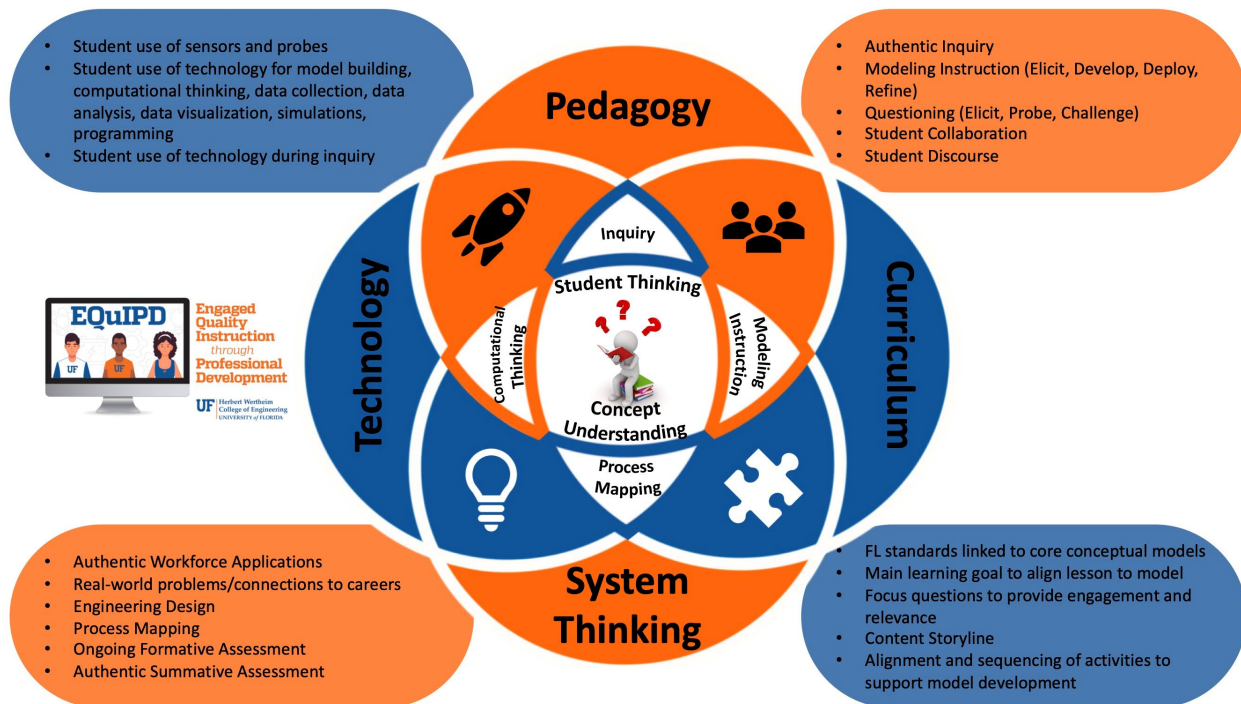 • Student use of sensors and probes
• Student use of technology for model building,
computational thinking, data collection, data
analysis, data visualization, simulations,
programming
• Student use of technology during inquiry
• Authentic Inquiry
• Modeling Instruction (Elicit, Develop, Deploy,
Refine)
• Questioning (Elicit, Probe, Challenge)
• Student Collaboration
• Student Discourse
Pedagogy
Inquiry
Student Thinking
Technology
Computational
Thinking
Modeling
Instruction
Curriculum
Concept
Understanding
Process
Mapping
System
Thinking
EQuIPD
UF
UF
Engaged
Quality
Instruction
through
Professional
Development
UF Herbert Wertheim
College of Engineering
UNIVERSITY of FLORIDA
• Authentic Workforce Applications
• Real-world problems/connections to careers
• Engineering Design
• Process Mapping
• Ongoing Formative Assessment
• Authentic Summative Assessment
• FL standards linked to core conceptual models
• Main learning goal to align lesson to model
• Focus questions to provide engagement and
relevance
• Content Storyline
• Alignment and sequencing of activities to
support model development